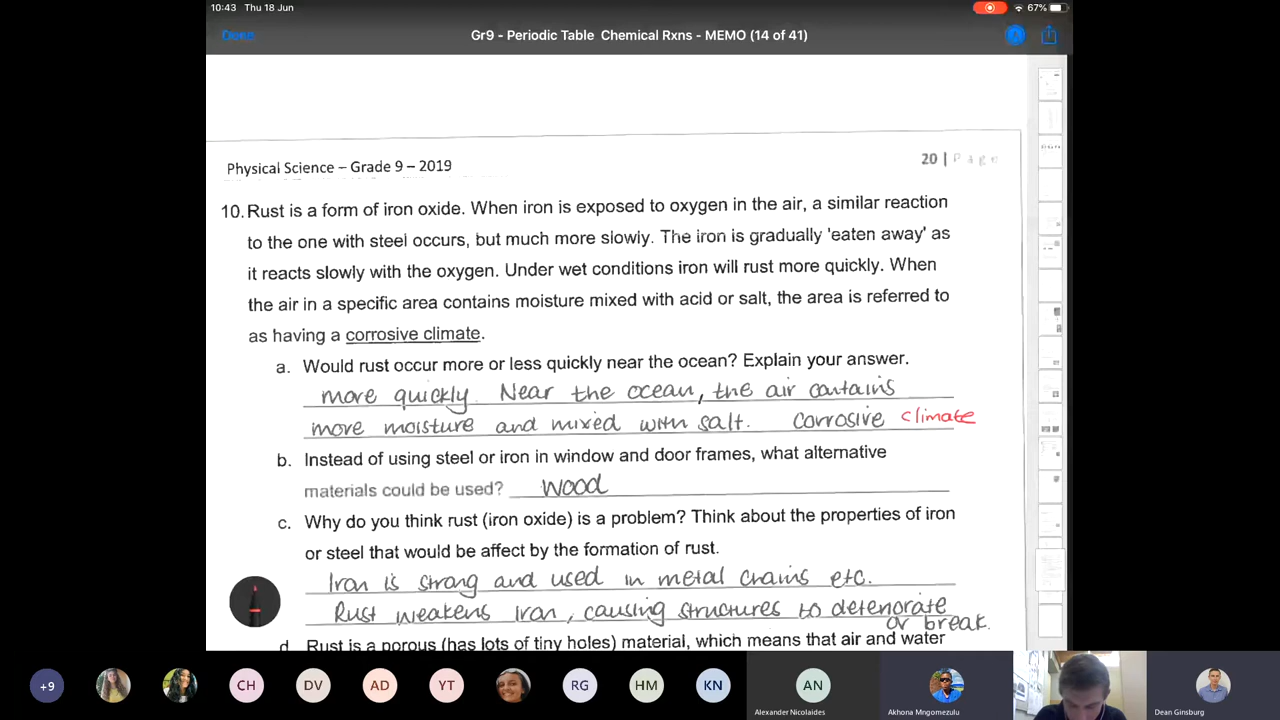 10:43 Thu 18 Jun
67%
Done
Gr9 - Periodic Table Chemical Rxns - MEMO (14 of 41)
Physical Science – Grade 9 – 2019
20 | Page
10. Rust is a form of iron oxide. When iron is exposed to oxygen in the air, a similar reaction
to the one with steel occurs, but much more slowly. The iron is gradually 'eaten away' as
it reacts slowly with the oxygen. Under wet conditions iron will rust more quickly. When
the air in a specific area contains moisture mixed with acid or salt, the area is referred to
as having a corrosive climate.
a. Would rust occur more or less quickly near the ocean? Explain your answer.
more quickly. Near the ocean, the air contains
more moisture and mixed with salt. corrosive climate
b. Instead of using steel or iron in window and door frames, what alternative
materials could be used? wood
c. Why do you think rust (iron oxide) is a problem? Think about the properties of iron
or steel that would be affect by the formation of rust.
Iron is strong and used in metal chains etc.
Rust weakens iron, causing structures to deteriorate
or break.
d. Rust is a porous (has lots of tiny holes) material, which means that air and water
+9
CH
DV
AD
YT
RG
HM
KN
AN
Alexander Nicolaides
Akhona Mngomezulu
Dean Ginsburg